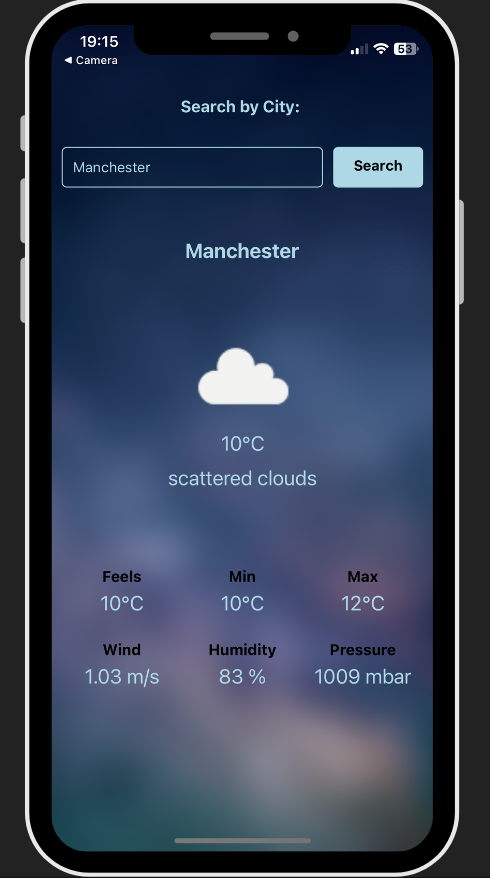 19:15
53
◀ Camera
Search by City:
Manchester
Search
Manchester
10°C
scattered clouds
Feels Min Max
10°C 10°C 12°C
Wind Humidity Pressure
1.03 m/s 83 % 1009 mbar